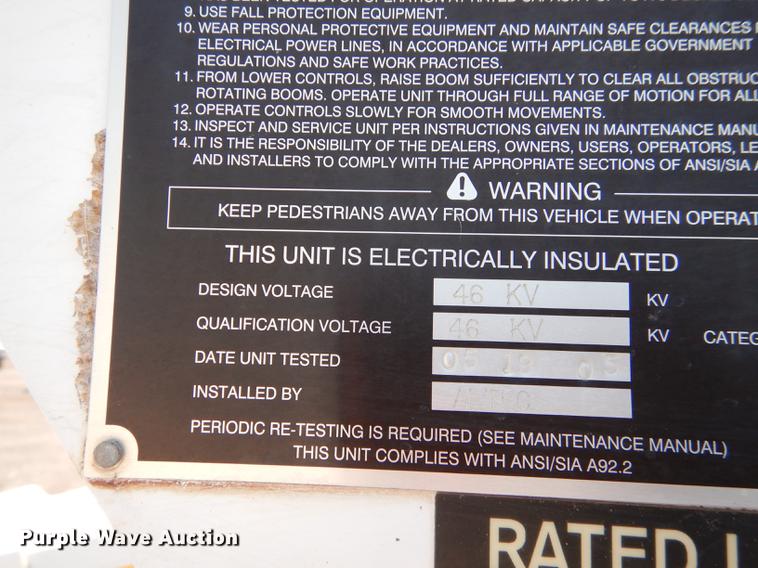 9. USE FALL PROTECTION EQUIPMENT.
10. WEAR PERSONAL PROTECTIVE EQUIPMENT AND MAINTAIN SAFE CLEARANCES
ELECTRICAL POWER LINES, IN ACCORDANCE WITH APPLICABLE GOVERNMENT
REGULATIONS AND SAFE WORK PRACTICES.
11. FROM LOWER CONTROLS, RAISE BOOM SUFFICIENTLY TO CLEAR ALL OBSTRUC
ROTATING BOOMS. OPERATE UNIT THROUGH FULL RANGE OF MOTION FOR ALL
12. OPERATE CONTROLS SLOWLY FOR SMOOTH MOVEMENTS.
13. INSPECT AND SERVICE UNIT PER INSTRUCTIONS GIVEN IN MAINTENANCE MANU
14. IT IS THE RESPONSIBILITY OF THE DEALERS, OWNERS, USERS, OPERATORS, LE
AND INSTALLERS TO COMPLY WITH THE APPROPRIATE SECTIONS OF ANSI/SIA A
WARNING
KEEP PEDESTRIANS AWAY FROM THIS VEHICLE WHEN OPERAT
THIS UNIT IS ELECTRICALLY INSULATED
DESIGN VOLTAGE 46 KV KV
QUALIFICATION VOLTAGE 46 KV KV CATEG
DATE UNIT TESTED 05 19 05
INSTALLED BY
PERIODIC RE-TESTING IS REQUIRED (SEE MAINTENANCE MANUAL)
THIS UNIT COMPLIES WITH ANSI/SIA A92.2
RATED L
Purple Wave Auction